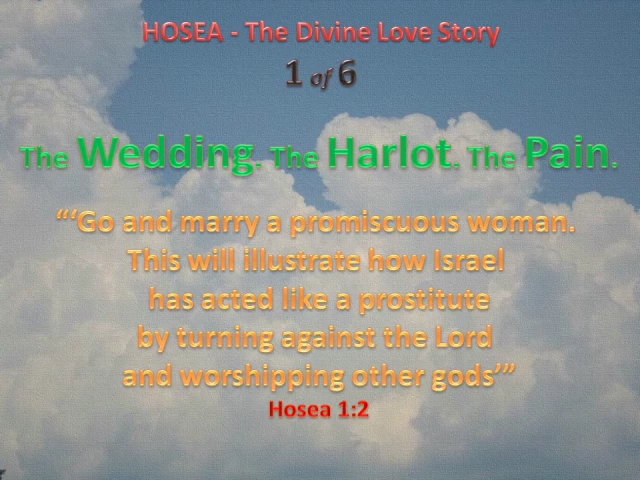 HOSEA - The Divine Love Story
1 of 6
The Wedding. The Harlot. The Pain.
“‘Go and marry a promiscuous woman.
This will illustrate how Israel
has acted like a prostitute
by turning against the Lord
and worshipping other gods’”
Hosea 1:2